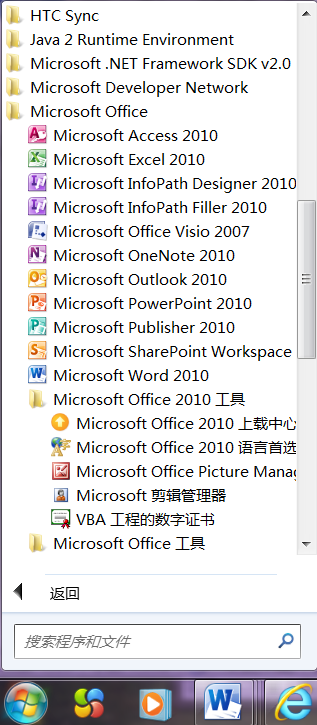 HTC Sync
Java 2 Runtime Environment
Microsoft .NET Framework SDK v2.0
Microsoft Developer Network
Microsoft Office
Microsoft Access 2010
Microsoft Excel 2010
Microsoft InfoPath Designer 2010
Microsoft InfoPath Filler 2010
Microsoft Office Visio 2007
Microsoft OneNote 2010
Microsoft Outlook 2010
Microsoft PowerPoint 2010
Microsoft Publisher 2010
Microsoft SharePoint Workspace
Microsoft Word 2010
Microsoft Office 2010 工具
Microsoft Office 2010 上载中心
Microsoft Office 2010 语言首选
Microsoft Office Picture Mana
Microsoft 剪辑管理器
VBA 工程的数字证书
Microsoft Office 工具
返回
搜索程序和文件